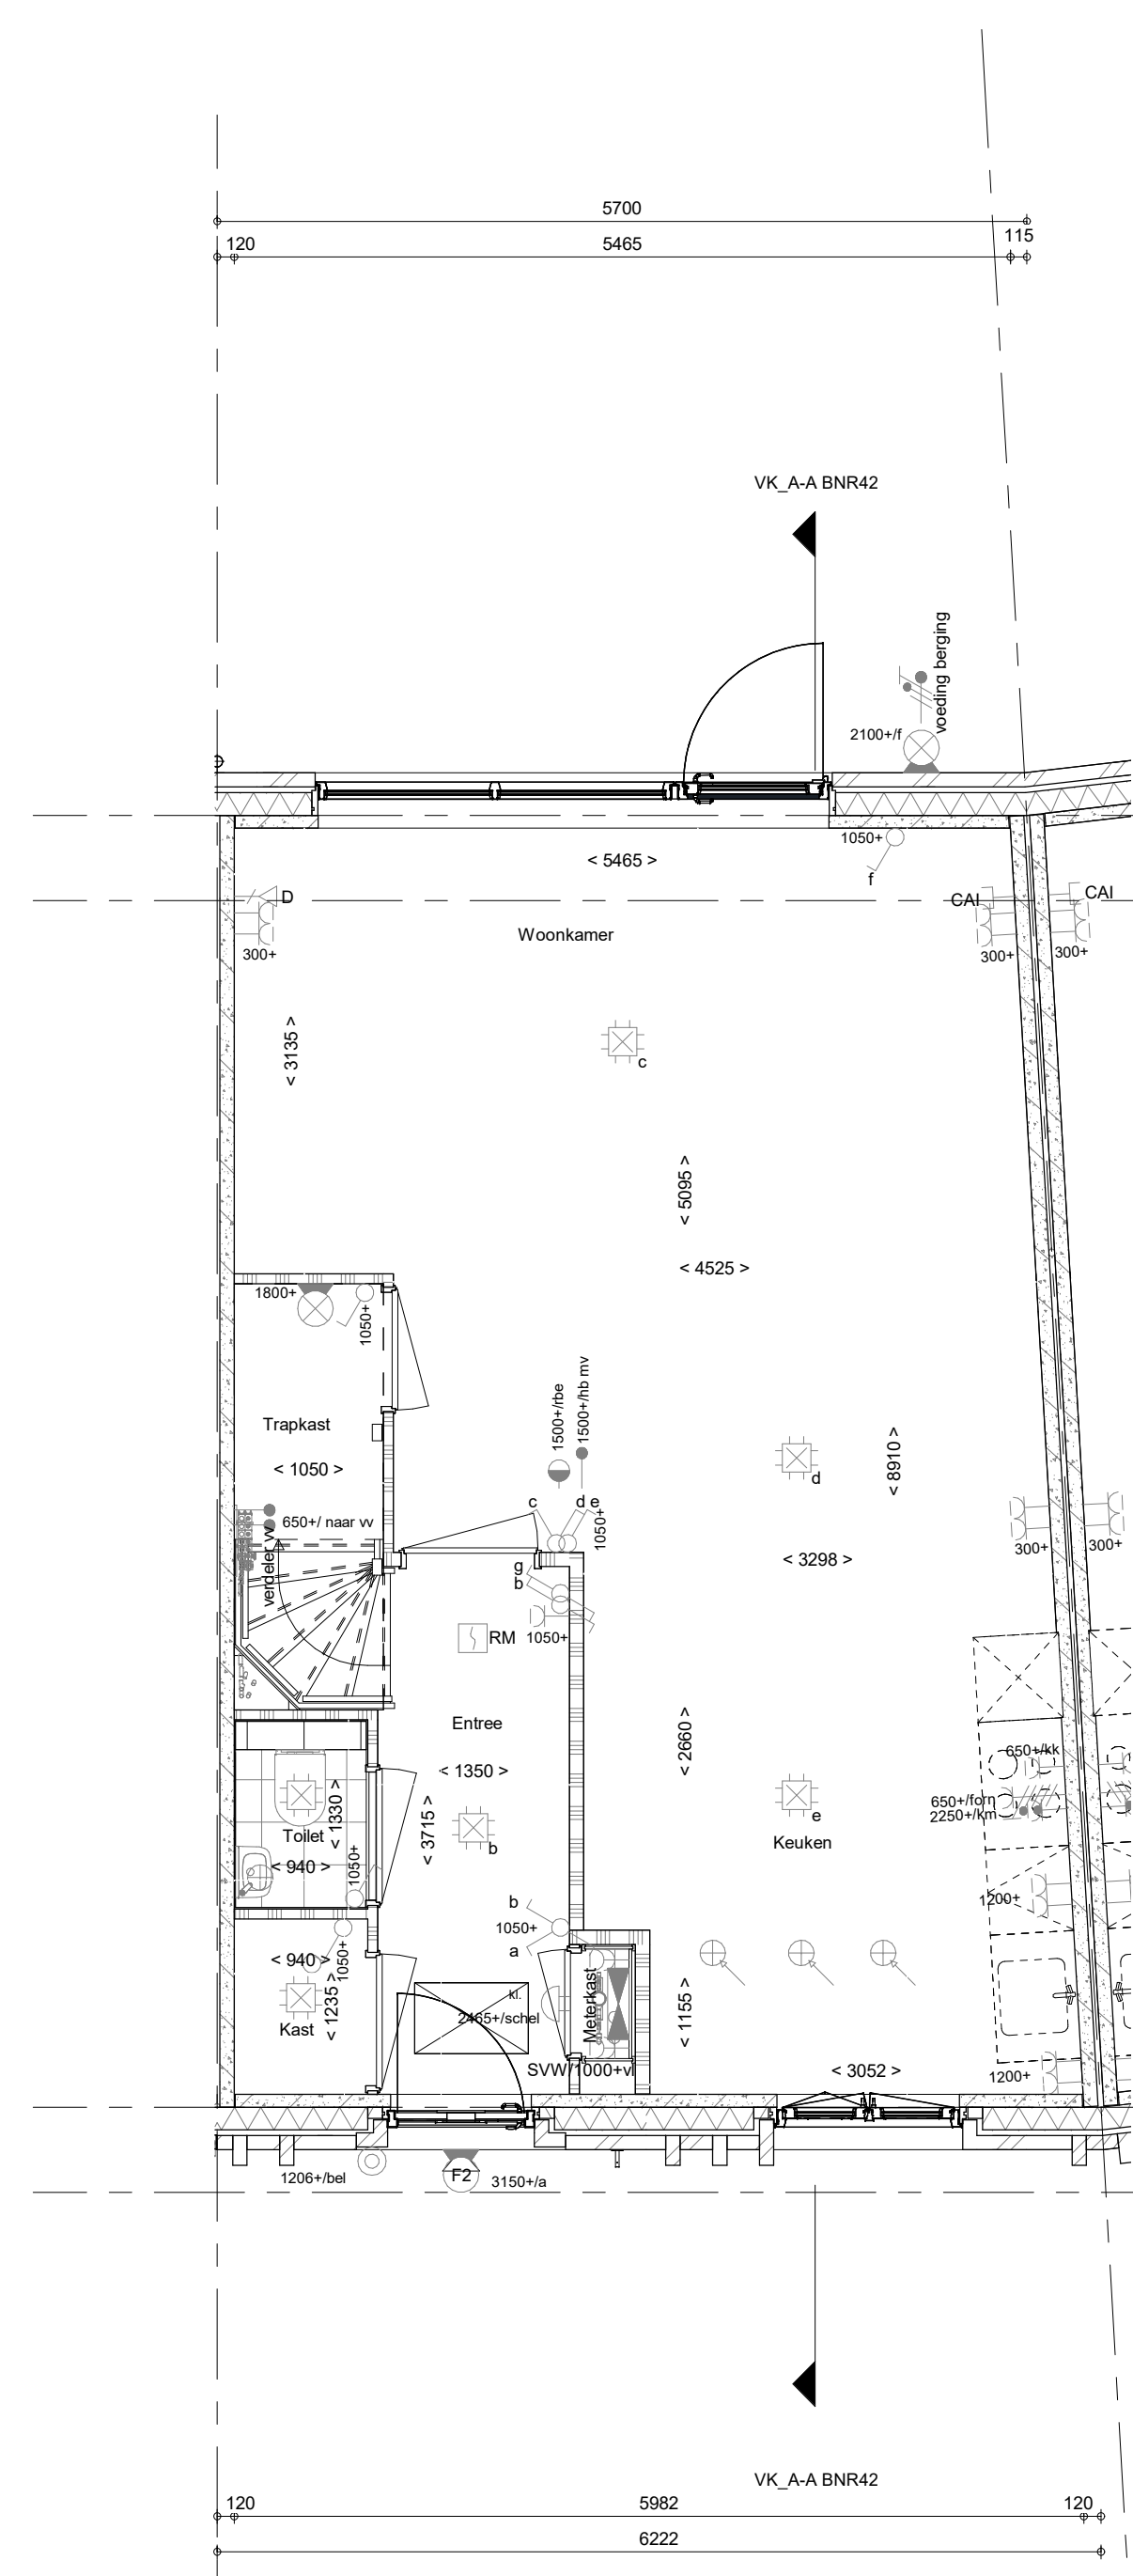 5700
120
5465
115
VK_A-A BNR42
voeding berging
2100+/f
1050+
f
< 5465 >
D
CAI
CAI
Woonkamer
300+
300+
300+
< 3135 >
c
< 5095 >
< 4525 >
1800+
1050+
Trapkast
< 1050 >
1500+/rbe
1500+/hb mv
< 8910 >
d
c
d e
1050+
650+/ naar vv
verdeler vv
300+
300+
< 3298 >
g
b
1050+
RM
Entree
< 2660 >
650+/kk
< 1350 >
< 1330 >
650+/forn
2250+/km
e
Toilet
< 3715 >
b
Keuken
< 940 >
1050+
b
1050+
a
1200+
< 940 >
1050+
< 1235 >
Kast
kl.
2465+/schel
Meterkast
< 1155 >
SVW/1000+vl
< 3052 >
1200+
1206+/bel
F2
3150+/a
VK_A-A BNR42
120
5982
120
6222